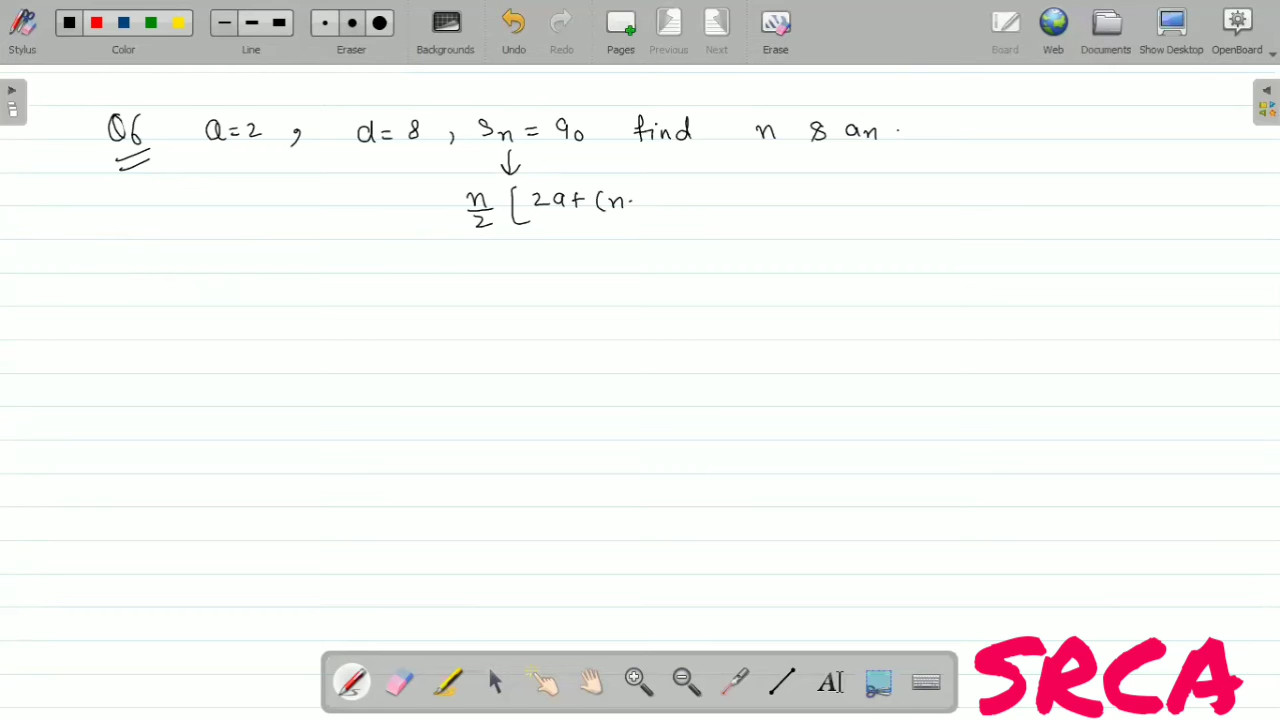 Stylus Color Line Eraser Backgrounds Undo Redo Pages Previous Next Erase Board Web Documents Show Desktop OpenBoard
Q6 a=2 , d=8 , Sn = 90 find n & an .
n/2 [2a+(n-
SRCA